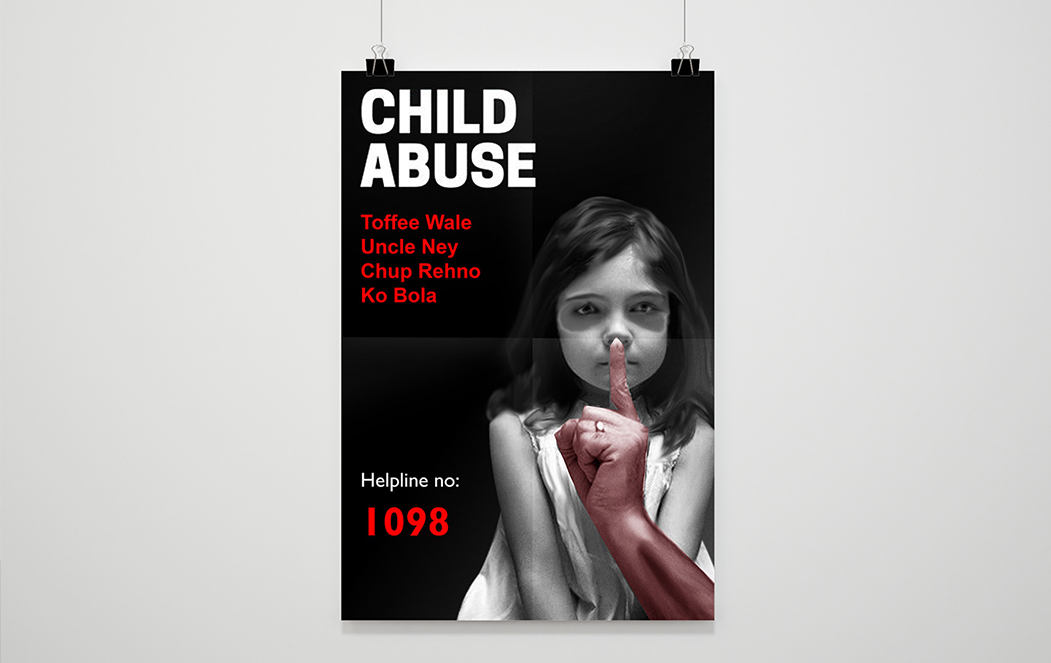 CHILD
ABUSE
Toffee Wale
Uncle Ney
Chup Rehno
Ko Bola
Helpline no:
1098